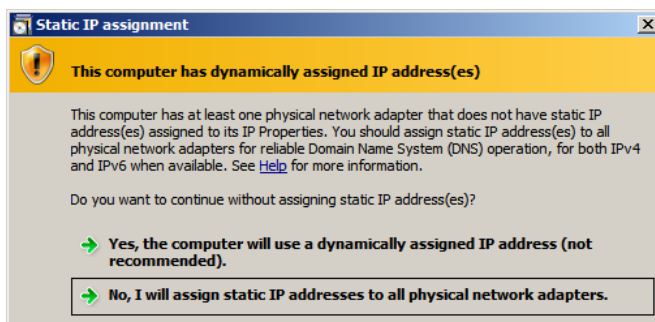 Static IP assignment
This computer has dynamically assigned IP address(es)
This computer has at least one physical network adapter that does not have static IP
address(es) assigned to its IP Properties. You should assign static IP address(es) to all
physical network adapters for reliable Domain Name System (DNS) operation, for both IPv4
and IPv6 when available. See Help for more information.
Do you want to continue without assigning static IP address(es)?
Yes, the computer will use a dynamically assigned IP address (not
recommended).
No, I will assign static IP addresses to all physical network adapters.